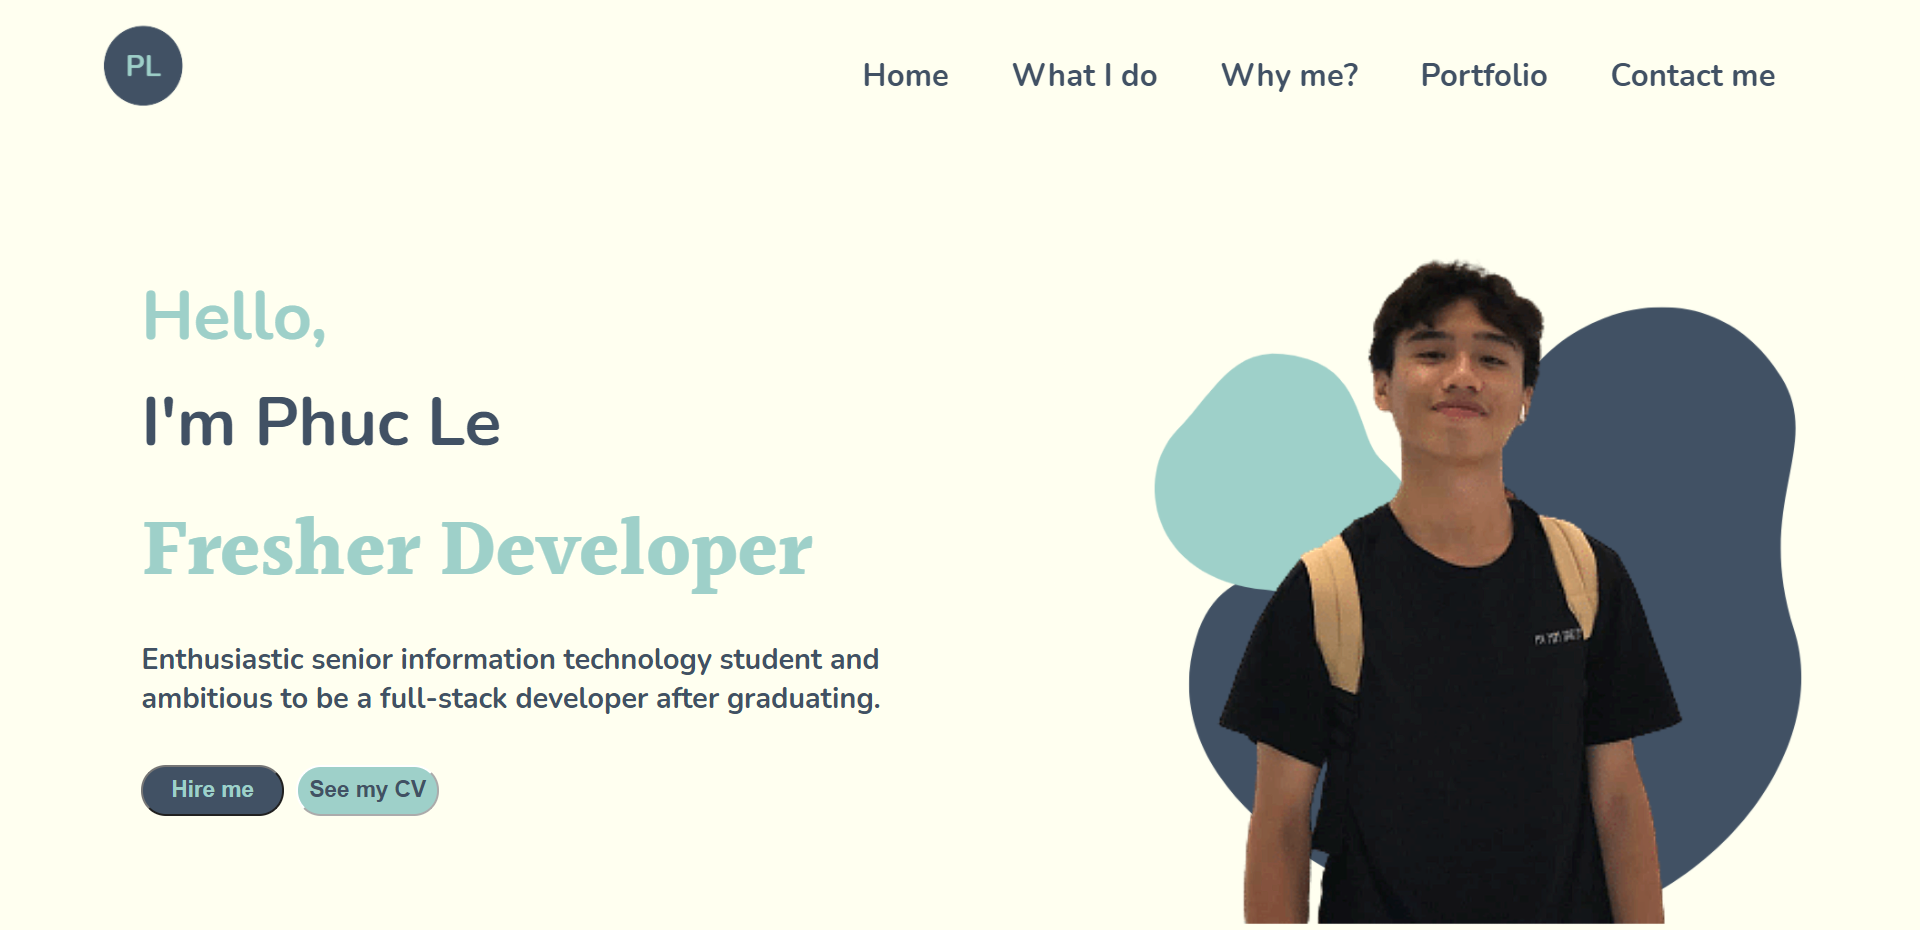 PL
Home What I do Why me? Portfolio Contact me
Hello,
I'm Phuc Le
Fresher Developer
Enthusiastic senior information technology student and
ambitious to be a full-stack developer after graduating.
Hire me See my CV